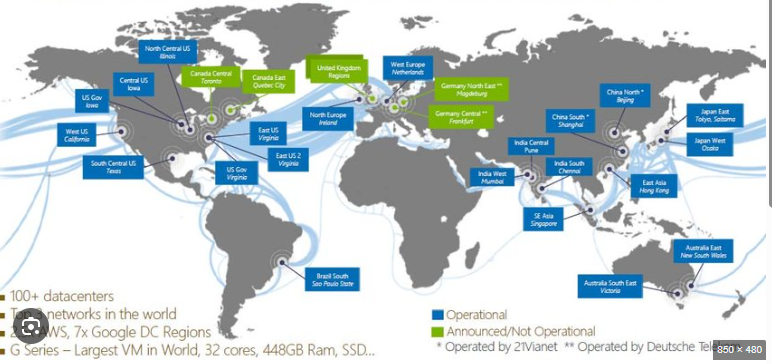 North Central US
Illinois
Central US
Iowa
US Gov
Iowa
West US
California
South Central US
Texas
Canada Central
Toronto
Canada East
Quebec City
East US
Virginia
East US 2
Virginia
US Gov
Virginia
Brazil South
Sao Paulo State
United Kingdom
Regions
West Europe
Netherlands
North Europe
Ireland
Germany North East **
Magdeburg
Germany Central **
Frankfurt
China North *
Beijing
China South *
Shanghai
Japan East
Tokyo, Saitama
Japan West
Osaka
India Central
Pune
India South
Chennai
India West
Mumbai
East Asia
Hong Kong
SE Asia
Singapore
Australia East
New South Wales
Australia South East
Victoria
100+ datacenters
Top 3 networks in the world
AWS, 7x Google DC Regions
G Series – Largest VM in World, 32 cores, 448GB Ram, SSD...
Operational
Announced/Not Operational
* Operated by 21Vianet ** Operated by Deutsche
850 × 480